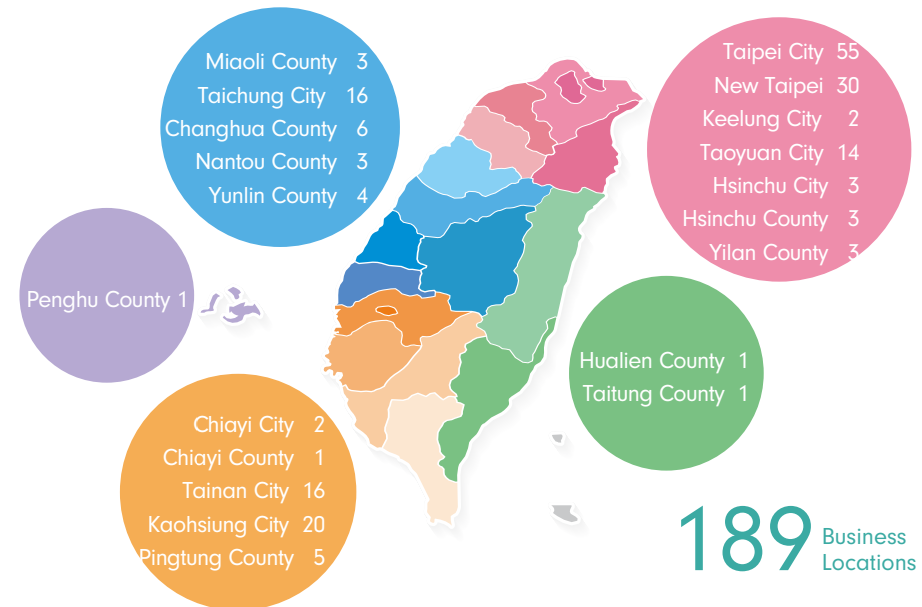 Miaoli County 3
Taichung City 16
Changhua County 6
Nantou County 3
Yunlin County 4
Taipei City 55
New Taipei 30
Keelung City 2
Taoyuan City 14
Hsinchu City 3
Hsinchu County 3
Yilan County 3
Penghu County 1
Hualien County 1
Taitung County 1
Chiayi City 2
Chiayi County 1
Tainan City 16
Kaohsiung City 20
Pingtung County 5
189 Business
Locations